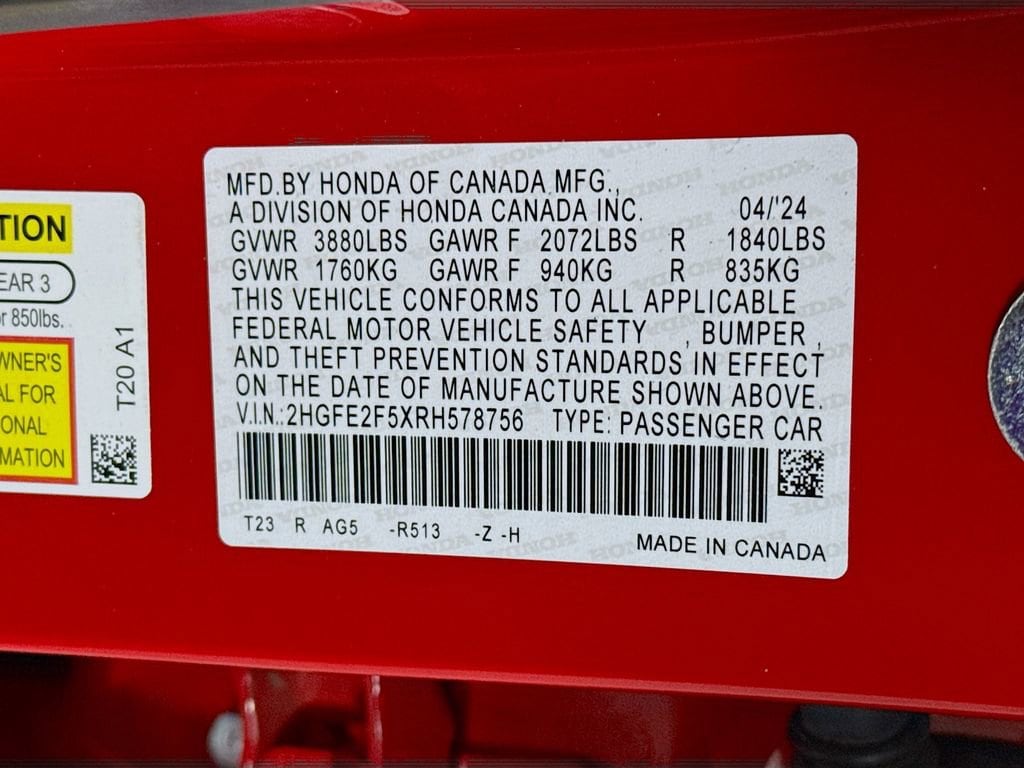 MFD.BY HONDA OF CANADA MFG.,
A DIVISION OF HONDA CANADA INC. 04/'24
GVWR 3880LBS GAWR F 2072LBS R 1840LBS
GVWR 1760KG GAWR F 940KG R 835KG
THIS VEHICLE CONFORMS TO ALL APPLICABLE
FEDERAL MOTOR VEHICLE SAFETY , BUMPER ,
AND THEFT PREVENTION STANDARDS IN EFFECT
ON THE DATE OF MANUFACTURE SHOWN ABOVE.
V.I.N.:2HGFE2F5XRH578756 TYPE: PASSENGER CAR
T23 R AG5 -R513 -Z -H
MADE IN CANADA
TION
EAR 3
or 850lbs.
WNER'S
AL FOR
ONAL
MATION
T20 A1